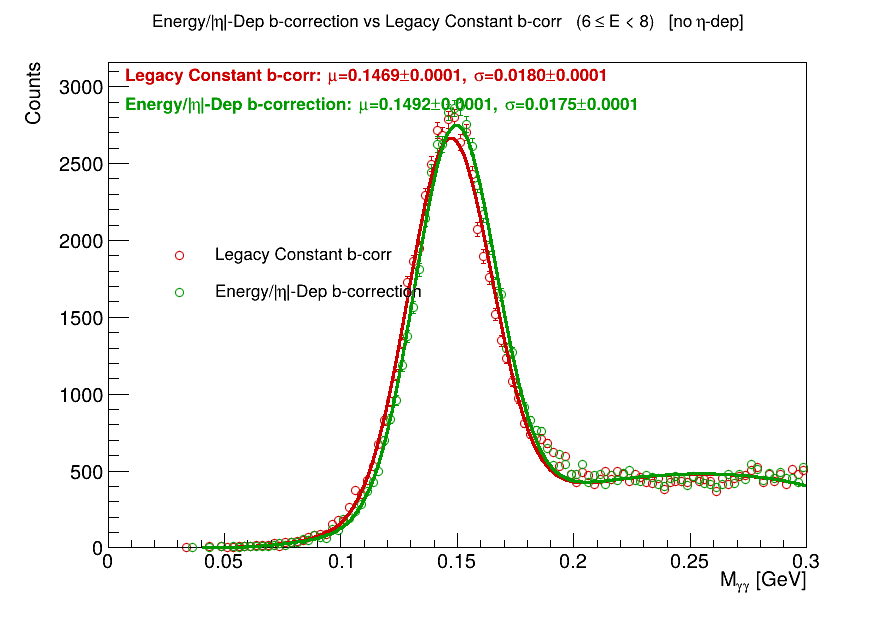 Energy/|η|-Dep b-correction vs Legacy Constant b-corr (6 ≤ E < 8) [no η-dep]
Counts
Legacy Constant b-corr: μ=0.1469±0.0001, σ=0.0180±0.0001
Energy/|η|-Dep b-correction: μ=0.1492±0.0001, σ=0.0175±0.0001
Legacy Constant b-corr
Energy/|η|-Dep b-correction
3000
2500
2000
1500
1000
500
0
0 0.05 0.1 0.15 0.2 0.25 0.3
Mγγ [GeV]